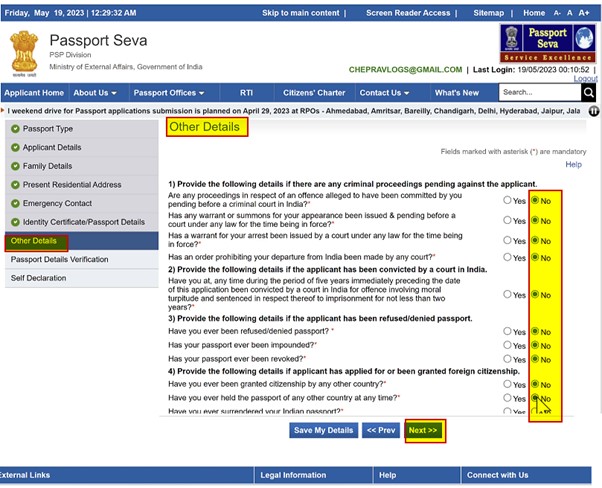 Friday, May 19, 2023 | 12:29:32 AM
Skip to main content |
Screen Reader Access |
Sitemap |
Home
A- A A+
Passport Seva
PSP Division
Ministry of External Affairs, Government of India
Passport
Seva
Service Excellence
CHEPRAVLOGS@GMAIL.COM | Last Login: 19/05/2023 00:10:52 |
Logout
Applicant Home
About Us
Passport Offices
RTI
Citizens' Charter
Contact Us
What's New
Search...
l weekend drive for Passport applications submission is planned on April 29, 2023 at RPOs - Ahmedabad, Amritsar, Bareilly, Chandigarh, Delhi, Hyderabad, Jaipur, Jala
Passport Type
Applicant Details
Family Details
Present Residential Address
Emergency Contact
Identity Certificate/Passport Details
Other Details
Passport Details Verification
Self Declaration
Other Details
Fields marked with asterisk (*) are mandatory
Help
1) Provide the following details if there are any criminal proceedings pending against the applicant.
Are any proceedings in respect of an offence alleged to have been committed by you
pending before a criminal court in India?*
Yes No
Has any warrant or summons for your appearance been issued & pending before a
court under any law for the time being in force?*
Yes No
Has a warrant for your arrest been issued by a court under any law for the time being
in force?*
Yes No
Has an order prohibiting your departure from India been made by any court?*
Yes No
2) Provide the following details if the applicant has been convicted by a court in India.
Have you at, any time during the period of five years immediately preceding the date
of this application been convicted by a court in India for offence involving moral
turpitude and sentenced in respect thereof to imprisonment for not less than two
years?*
Yes No
3) Provide the following details if the applicant has been refused/denied passport.
Have you ever been refused/denied passport? *
Yes No
Has your passport ever been impounded?*
Yes No
Has your passport ever been revoked?*
Yes No
4) Provide the following details if applicant has applied for or been granted foreign citizenship.
Have you ever been granted citizenship by any other country?*
Yes No
Have you ever held the passport of any other country at any time?*
Yes No
Have you ever surrendered your Indian passport?*
Yes
Save My Details
<< Prev
Next >>
External Links
Legal Information
Help
Connect with Us